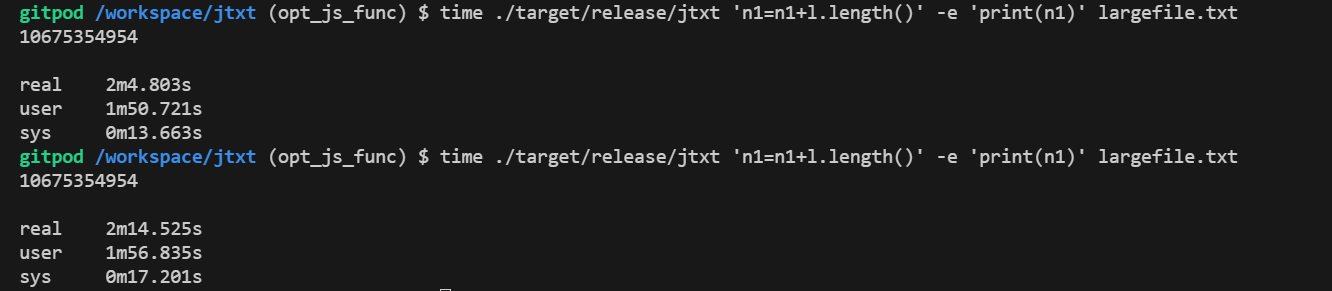 gitpod /workspace/jtxt (opt_js_func) $ time ./target/release/jtxt 'n1=n1+l.length()' -e 'print(n1)' largefile.txt
10675354954
real 2m4.803s
user 1m50.721s
sys 0m13.663s
gitpod /workspace/jtxt (opt_js_func) $ time ./target/release/jtxt 'n1=n1+l.length()' -e 'print(n1)' largefile.txt
10675354954
real 2m14.525s
user 1m56.835s
sys 0m17.201s